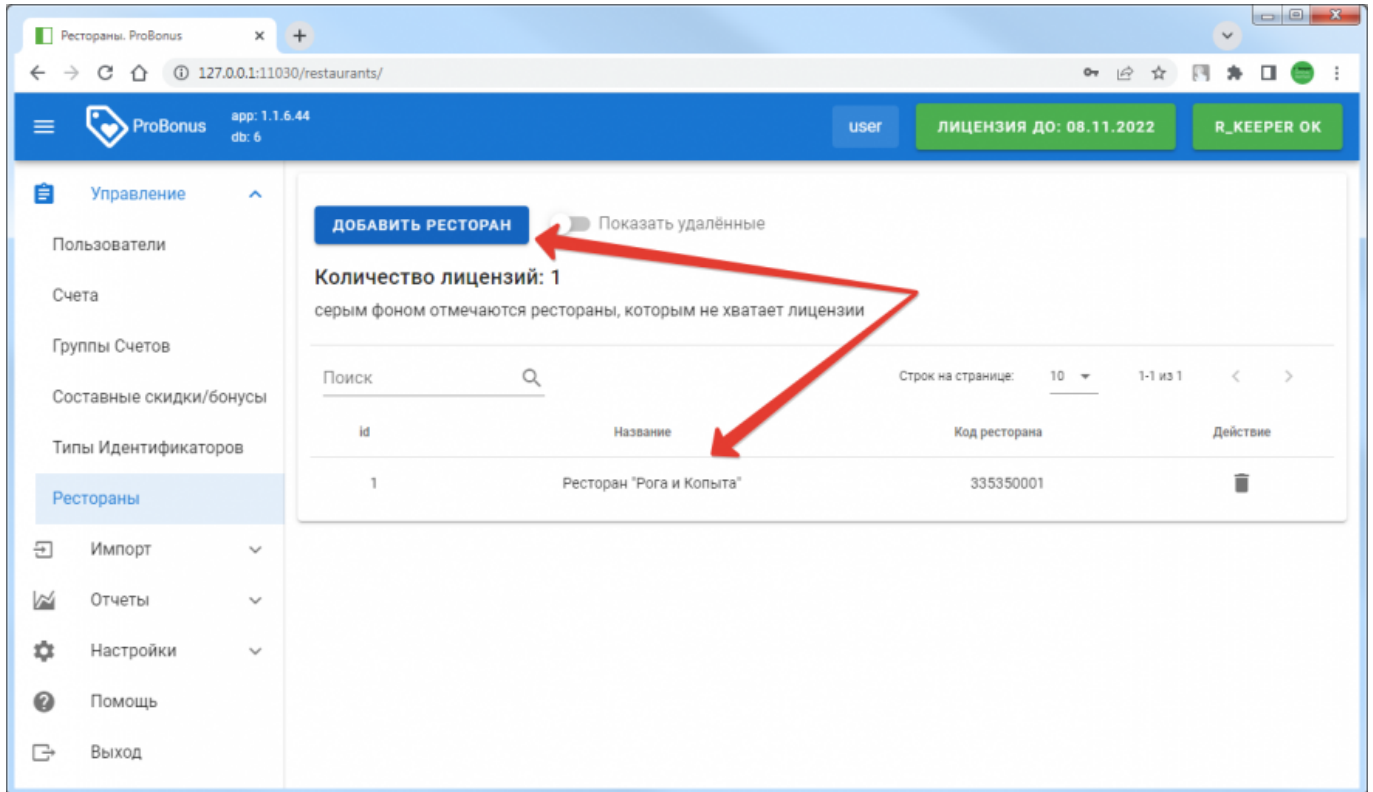 Рестораны. ProBonus
127.0.0.1:11030/restaurants/
ProBonus
app: 1.1.6.44
db: 6
user
ЛИЦЕНЗИЯ ДО: 08.11.2022
R_KEEPER OK
Управление
Пользователи
Счета
Группы Счетов
Составные скидки/бонусы
Типы Идентификаторов
Рестораны
Импорт
Отчеты
Настройки
Помощь
Выход
ДОБАВИТЬ РЕСТОРАН
Показать удалённые
Количество лицензий: 1
серым фоном отмечаются рестораны, которым не хватает лицензии
Поиск
Строк на странице: 10 1-1 из 1
id Название Код ресторана Действие
1 Ресторан "Рога и Копыта" 335350001